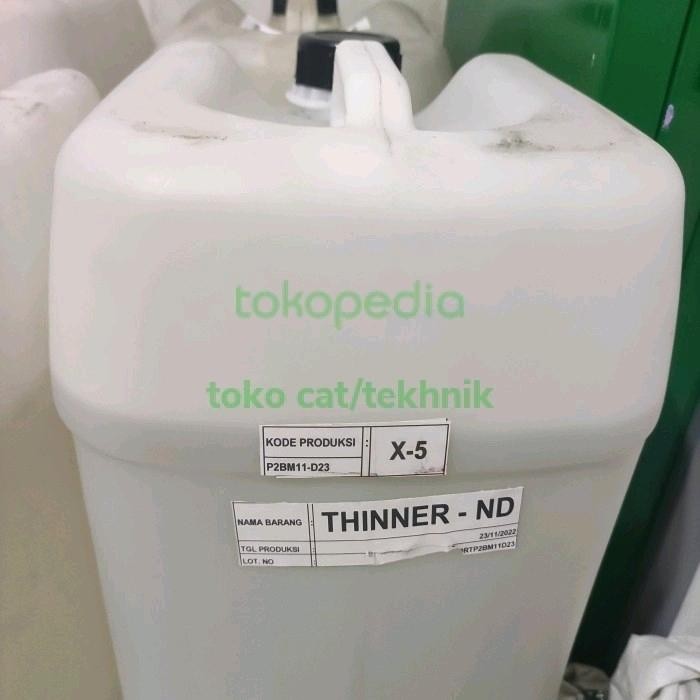 tokopedia
toko cat/tekhnik
KODE PRODUKSI : X-5
P2BM11-D23
NAMA BARANG : THINNER - ND
TGL PRODUKSI : 23/11/2022
LOT. NO RTP2BM11D23